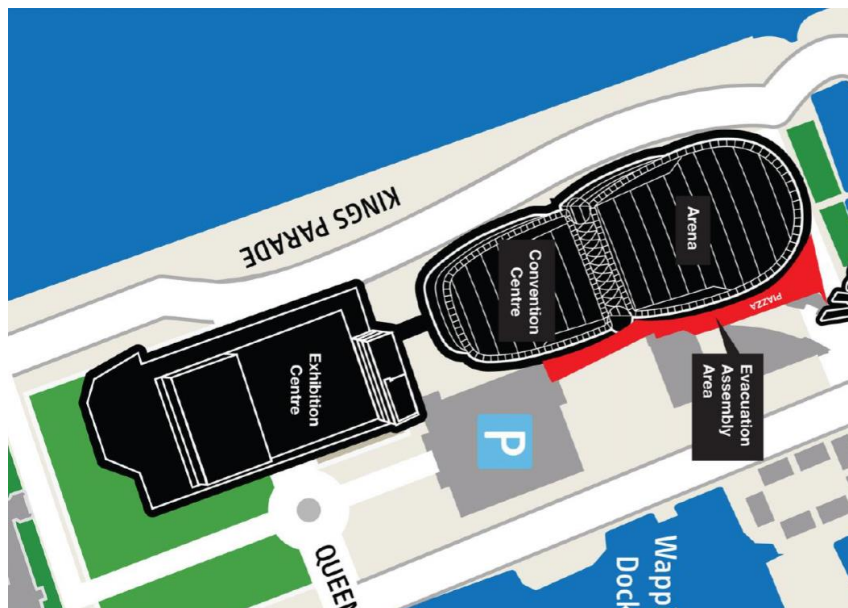 KINGS PARADE
Arena
Convention
Centre
PIAZZA
Exhibition
Centre
Evacuation
Assembly
Area
P
QUEEN
Wapp
Dock